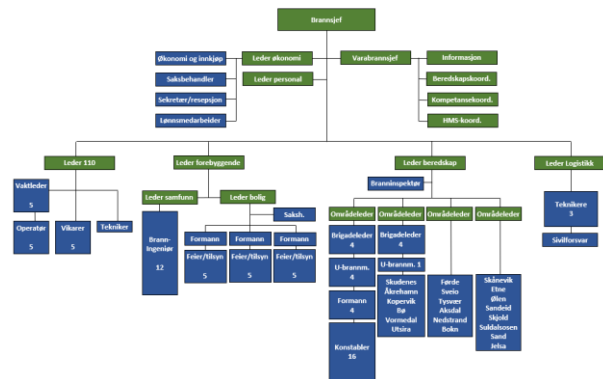 Brannsjef
Økonomi og innkjøp
Leder økonomi
Varabrannsjef
Informasjon
Saksbehandler
Leder personal
Beredskapskoord.
Sekretær/resepsjon
Kompetansekoord.
Lønnsmedarbeider
HMS-koord.
Leder 110
Leder forebyggende
Leder beredskap
Leder Logistikk
Branninspektør
Vaktleder
5
Operatør
5
Vikarer
5
Tekniker
Leder samfunn
Leder bolig
Saksh.
Brann-
Ingeniør
12
Formann
Formann
Formann
Feier/tilsyn
5
Feier/tilsyn
5
Feier/tilsyn
5
Områdeleder
Områdeleder
Områdeleder
Områdeleder
Brigadeleder
4
U-brannm.
4
Formann
4
Konstabler
16
Brigadeleder
4
U-brannm. 1
Skudenes
Åkrehamn
Kopervik
Bø
Vormedal
Utsira
Førde
Sveio
Tysvær
Aksdal
Nedstrand
Bokn
Skånevik
Etne
Ølen
Sandeid
Skjold
Suldalsosen
Sand
Jelsa
Teknikere
3
Sivilforsvar